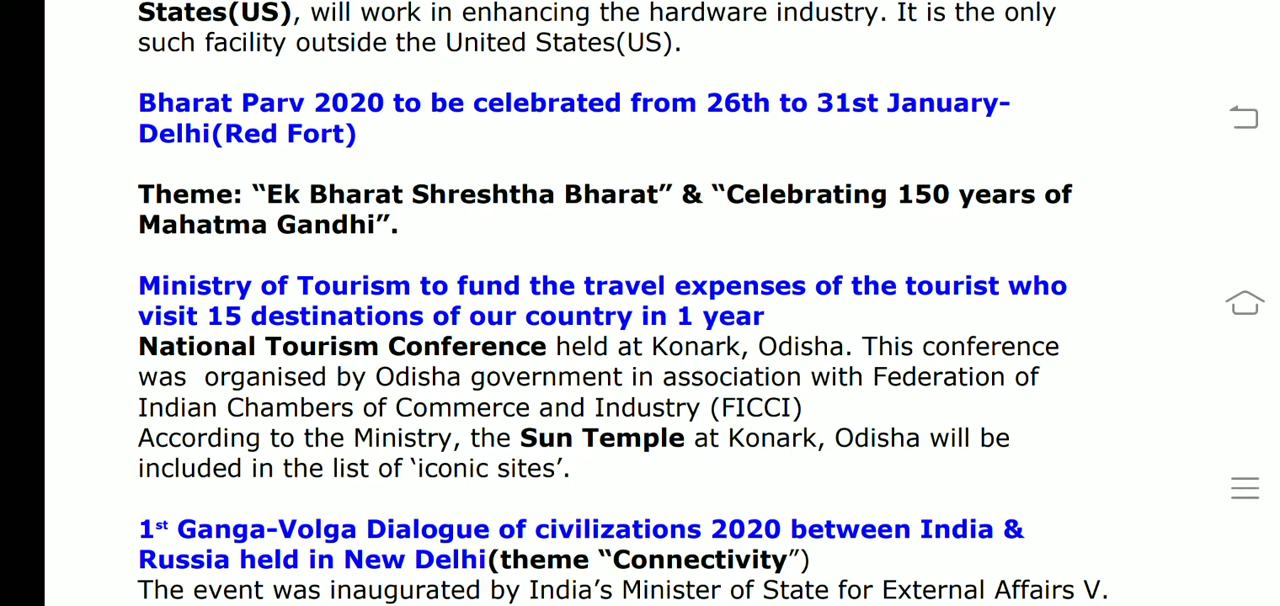 States(US), will work in enhancing the hardware industry. It is the only
such facility outside the United States(US).
Bharat Parv 2020 to be celebrated from 26th to 31st January-
Delhi(Red Fort)
Theme: “Ek Bharat Shreshtha Bharat” & “Celebrating 150 years of
Mahatma Gandhi”.
Ministry of Tourism to fund the travel expenses of the tourist who
visit 15 destinations of our country in 1 year
National Tourism Conference held at Konark, Odisha. This conference
was  organised by Odisha government in association with Federation of
Indian Chambers of Commerce and Industry (FICCI)
According to the Ministry, the Sun Temple at Konark, Odisha will be
included in the list of ‘iconic sites’.
1st Ganga-Volga Dialogue of civilizations 2020 between India &
Russia held in New Delhi(theme “Connectivity”)
The event was inaugurated by India’s Minister of State for External Affairs V.